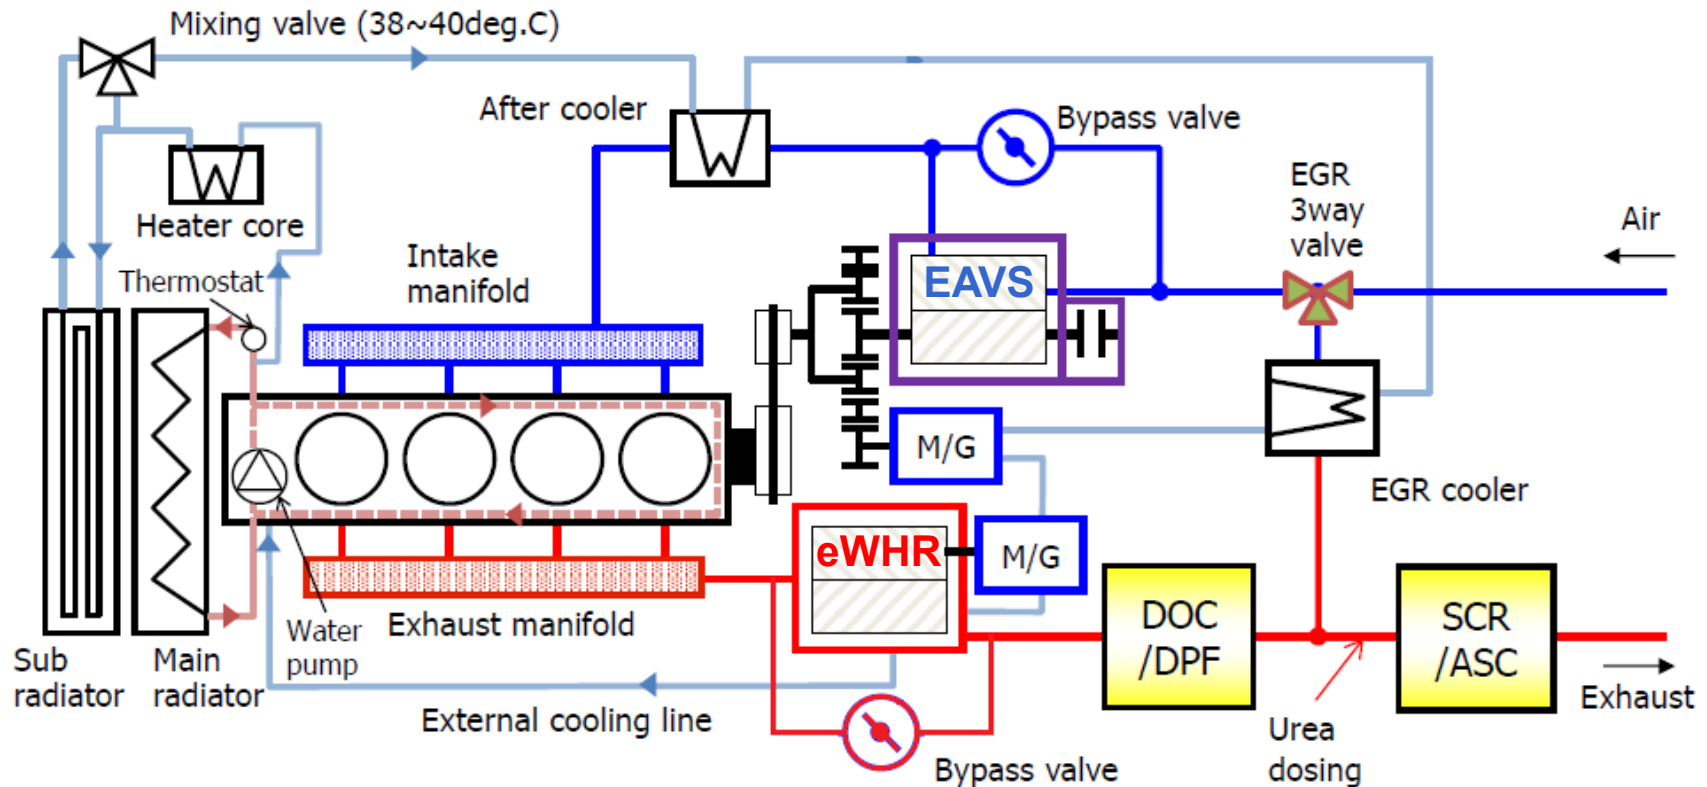 Mixing valve (38~40deg.C)
After cooler
Bypass valve
EGR
3way
valve
Air
Heater core
Thermostat
Intake
manifold
EAVS
M/G
EGR cooler
eWHR
M/G
DOC
/DPF
SCR
/ASC
Exhaust manifold
Water
pump
Sub
radiator
Main
radiator
External cooling line
Bypass valve
Urea
dosing
Exhaust